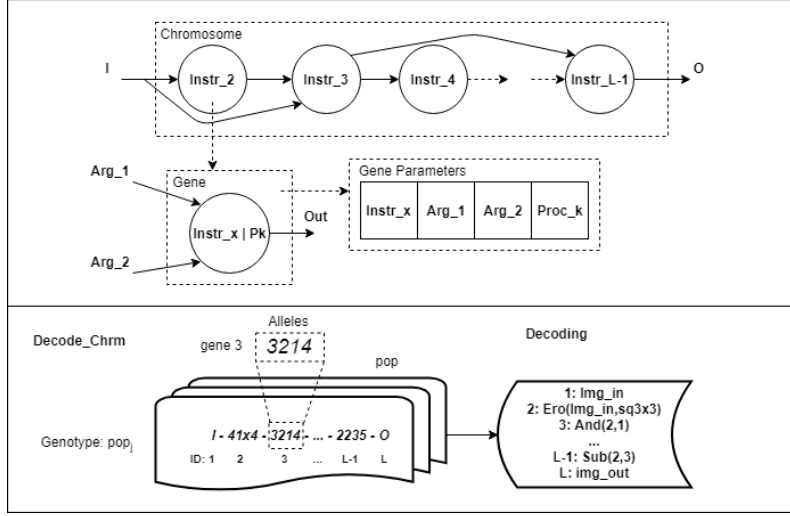 Chromosome
I
Instr_2
Instr_3
Instr_4
Instr_L-1
O
Arg_1
Gene
Instr_x | Pk
Out
Arg_2
Gene Parameters
Instr_x Arg_1 Arg_2 Proc_k
Decode_Chrm
Alleles
gene 3
3214
pop
Decoding
Genotype: popj
I - 41x4 - 3214 - ... - 2235 - O
ID: 1 2 3 ... L-1 L
1: Img_in
2: Ero(Img_in,sq3x3)
3: And(2,1)
...
L-1: Sub(2,3)
L: img_out